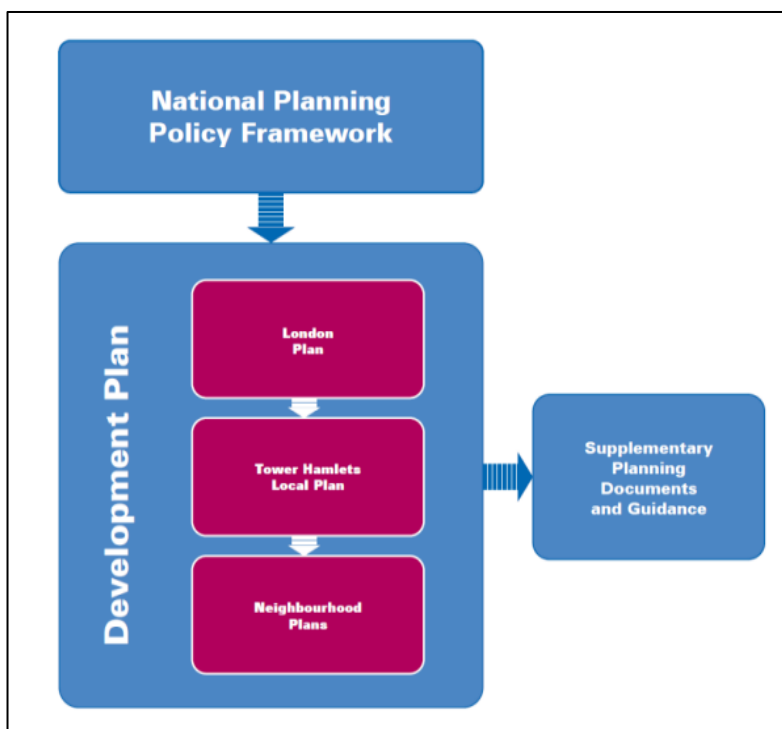 National Planning
Policy Framework
Development Plan
London
Plan
Tower Hamlets
Local Plan
Neighbourhood
Plans
Supplementary
Planning
Documents
and Guidance